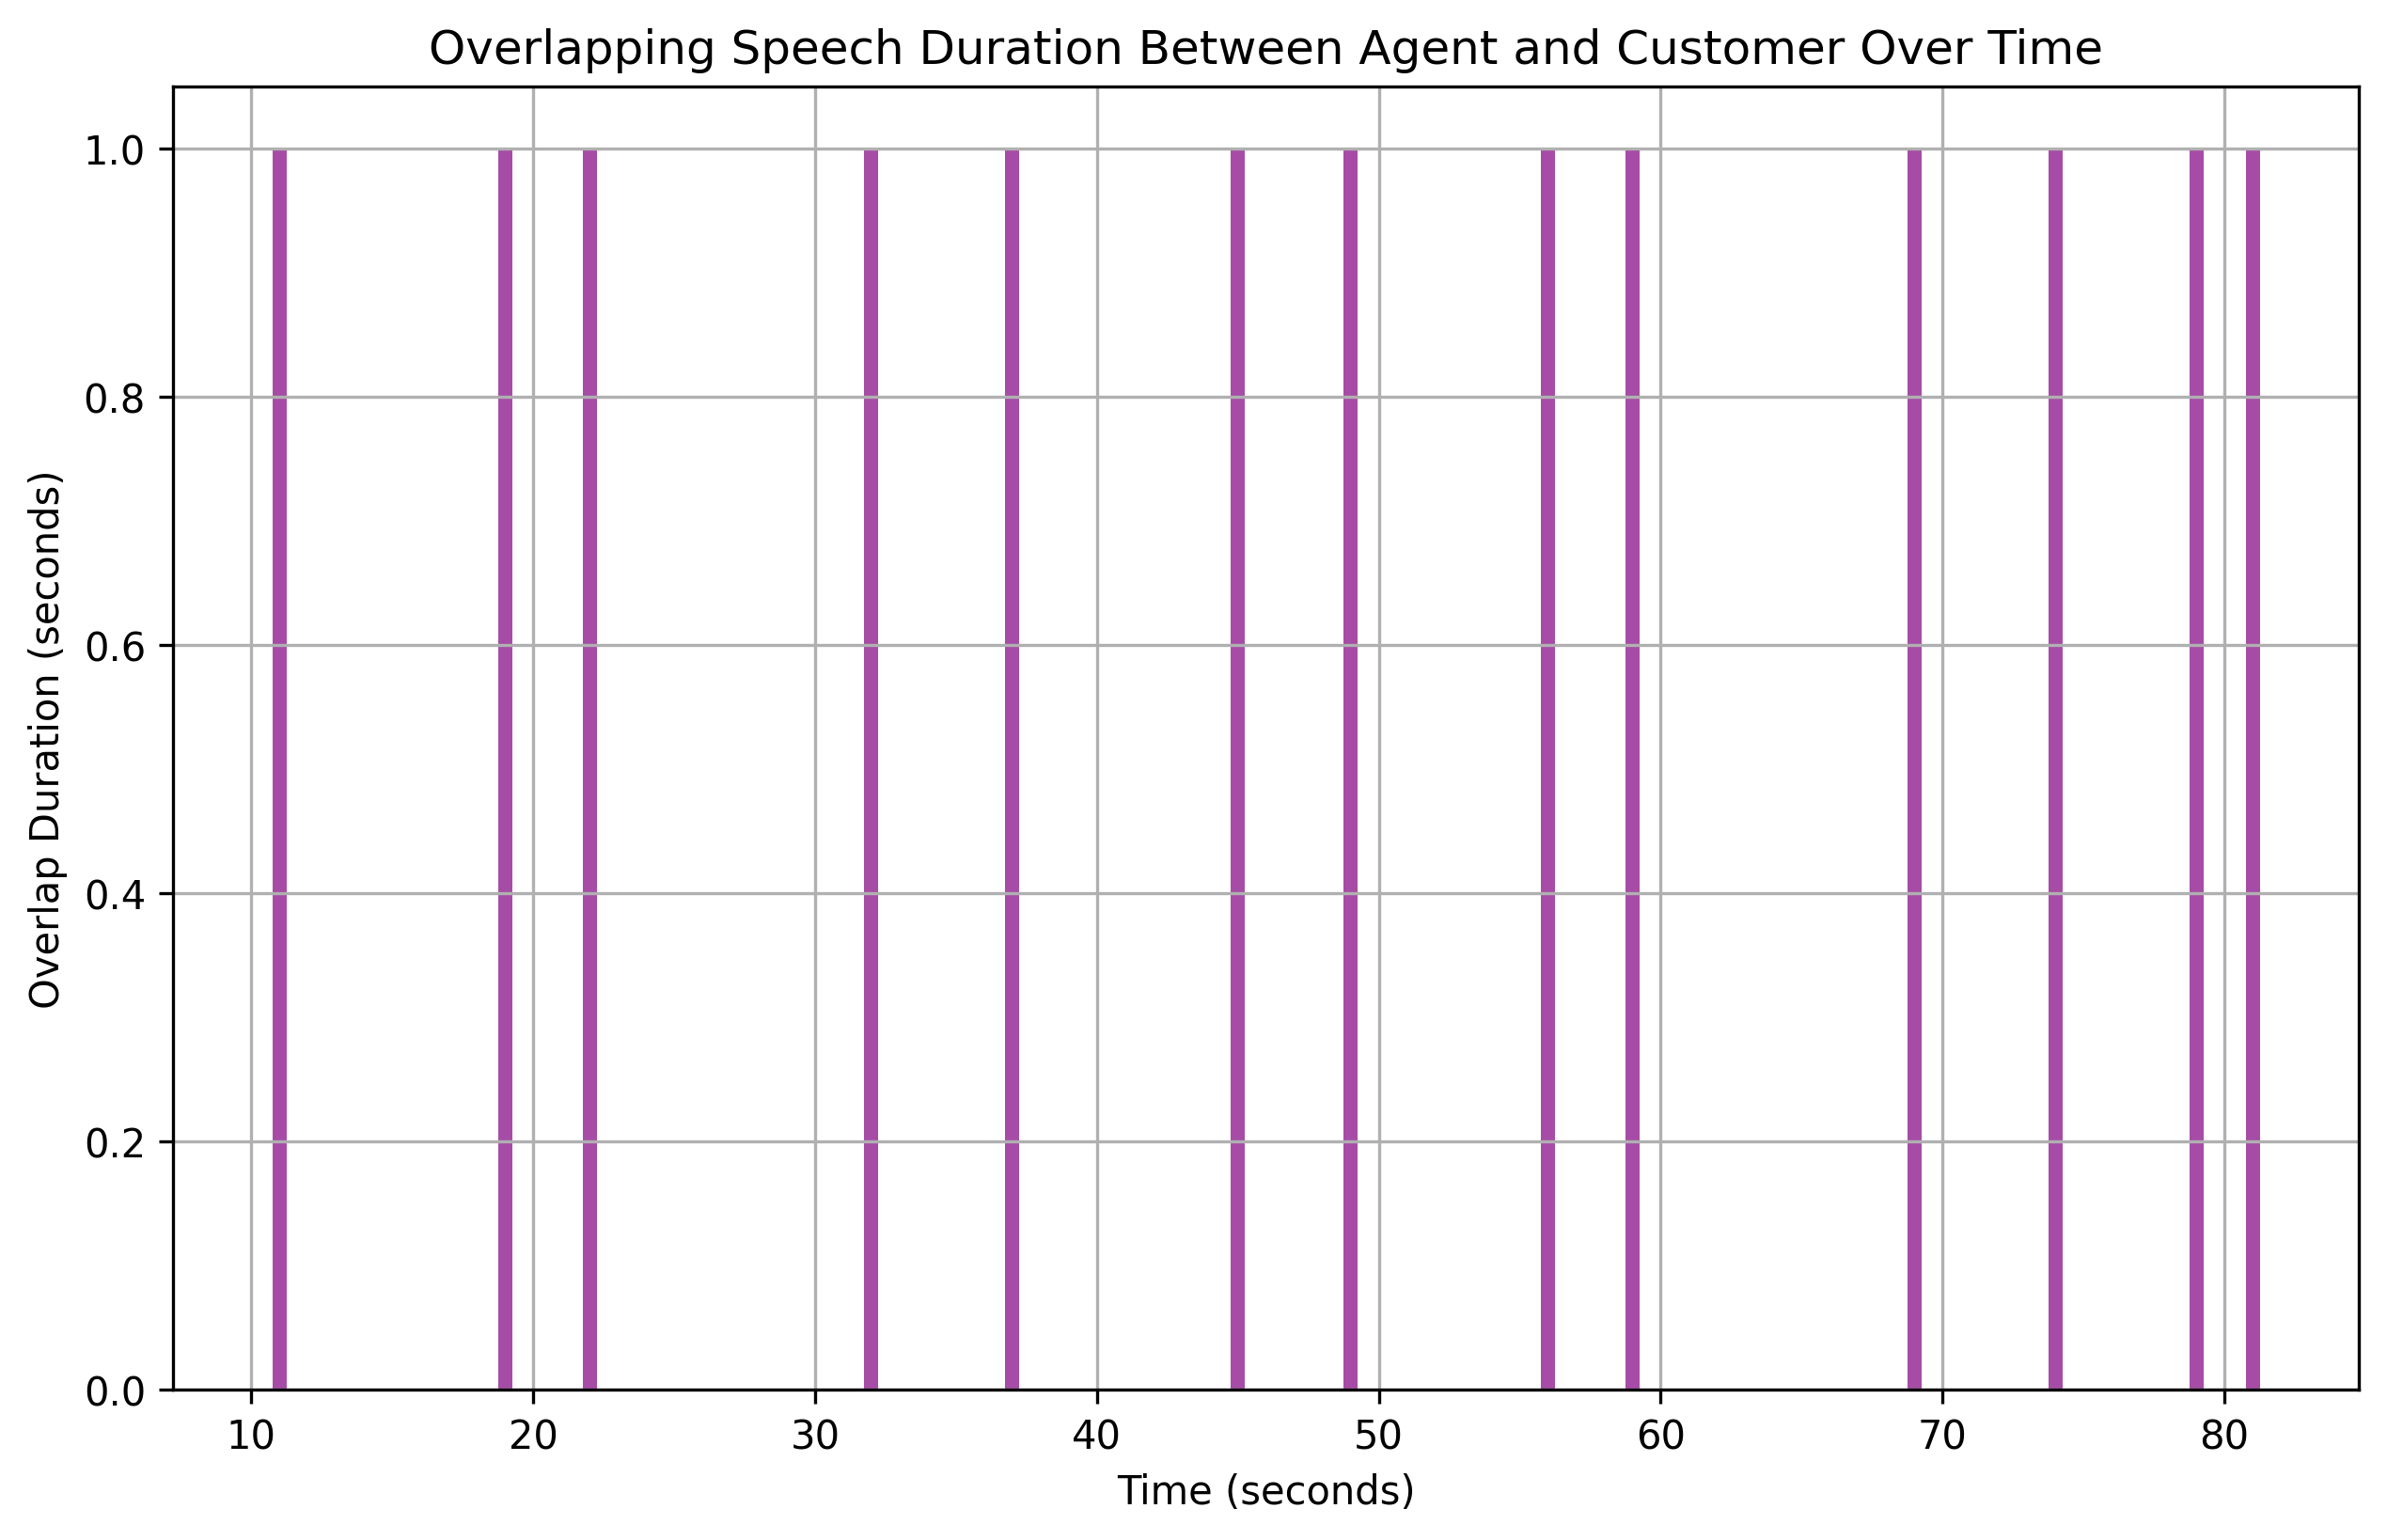 Overlapping Speech Duration Between Agent and Customer Over Time
Overlap Duration (seconds)
1.0
0.8
0.6
0.4
0.2
0.0
10 20 30 40 50 60 70 80
Time (seconds)